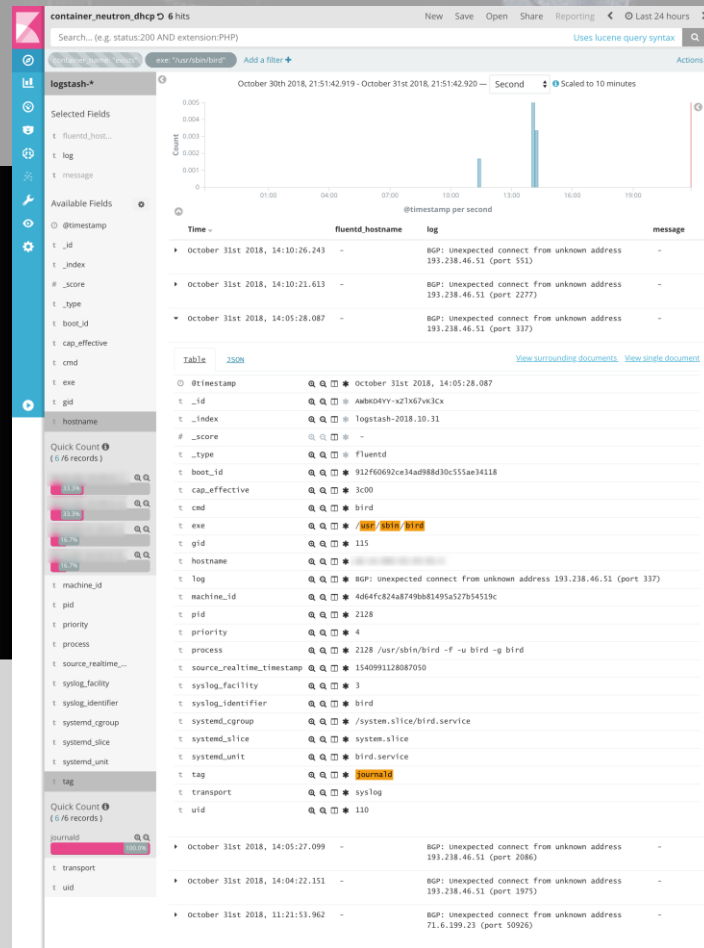 container_neutron_dhcp 6 hits
New Save Open Share Reporting Last 24 hours
Search... (e.g. status:200 AND extension:PHP)
Uses lucene query syntax
container_name: "exists" exe: "/usr/sbin/bird" Add a filter +
Actions
logstash-*
October 30th 2018, 21:51:42.919 - October 31st 2018, 21:51:42.920 — Second Scaled to 10 minutes
Selected Fields
t fluentd_host...
t log
t message
Available Fields
@timestamp
t _id
t _index
# _score
t _type
t boot_id
t cap_effective
t cmd
t exe
t gid
t hostname
Quick Count
( 6 /6 records )
33.3%
33.3%
16.7%
16.7%
t machine_id
t pid
t priority
t process
t source_realtime_...
t syslog_facility
t syslog_identifier
t systemd_cgroup
t systemd_slice
t systemd_unit
t tag
Quick Count
( 6 /6 records )
journald
100.0%
t transport
t uid
Count
0.005
0.004
0.003
0.002
0.001
0
01:00 04:00 07:00 10:00 13:00 16:00 19:00
@timestamp per second
Time fluentd_hostname log message
October 31st 2018, 14:10:26.243 - BGP: Unexpected connect from unknown address -
193.238.46.51 (port 551)
October 31st 2018, 14:10:21.613 - BGP: Unexpected connect from unknown address -
193.238.46.51 (port 2277)
October 31st 2018, 14:05:28.087 - BGP: Unexpected connect from unknown address -
193.238.46.51 (port 337)
Table JSON
View surrounding documents View single document
@timestamp October 31st 2018, 14:05:28.087
t _id AWbKO4YY-xZlX67vK3Cx
t _index logstash-2018.10.31
# _score -
t _type fluentd
t boot_id 912f60692ce34ad988d30c555ae34118
t cap_effective 3c00
t cmd bird
t exe /usr/sbin/bird
t gid 115
t hostname
t log BGP: Unexpected connect from unknown address 193.238.46.51 (port 337)
t machine_id 4d64fc824a8749bb81495a527b54519c
t pid 2128
t priority 4
t process 2128 /usr/sbin/bird -f -u bird -g bird
t source_realtime_timestamp 1540991128087050
t syslog_facility 3
t syslog_identifier bird
t systemd_cgroup /system.slice/bird.service
t systemd_slice system.slice
t systemd_unit bird.service
t tag journald
t transport syslog
t uid 110
October 31st 2018, 14:05:27.099 - BGP: Unexpected connect from unknown address -
193.238.46.51 (port 2086)
October 31st 2018, 14:04:22.151 - BGP: Unexpected connect from unknown address -
193.238.46.51 (port 1975)
October 31st 2018, 11:21:53.962 - BGP: Unexpected connect from unknown address -
71.6.199.23 (port 50926)